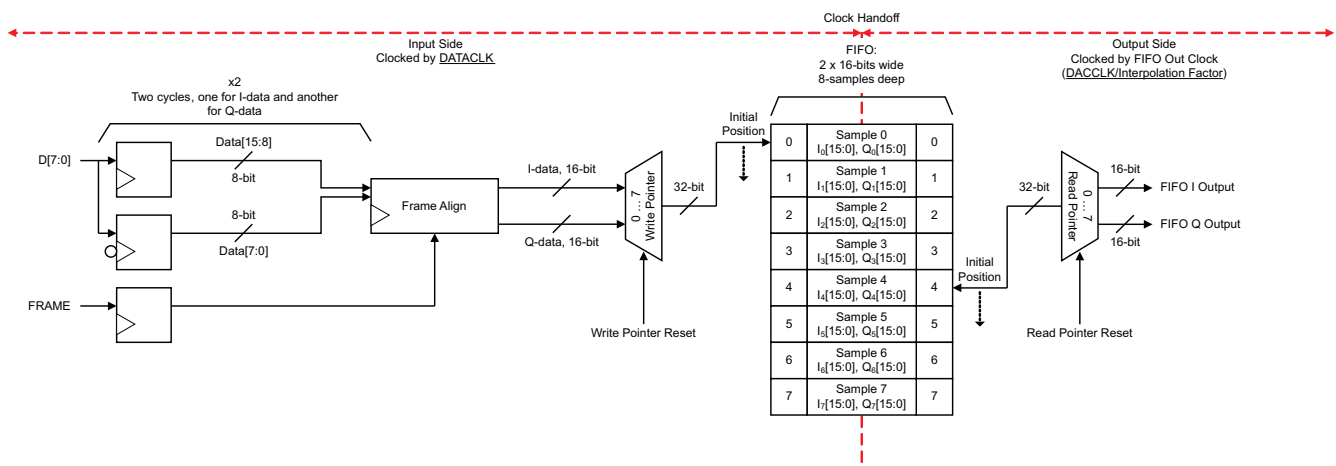 Clock Handoff
Input Side
Clocked by DATACLK
Output Side
Clocked by FIFO Out Clock
(DACCLK/Interpolation Factor)
FIFO:
2 x 16-bits wide
8-samples deep
x2
Two cycles, one for I-data and another
for Q-data
D[7:0]
Data[15:8]
8-bit
8-bit
Data[7:0]
FRAME
Frame Align
I-data, 16-bit
Q-data, 16-bit
0 … 7
Write Pointer
Write Pointer Reset
32-bit
Initial
Position
0
Sample 0
I0[15:0], Q0[15:0]
0
1
Sample 1
I1[15:0], Q1[15:0]
1
2
Sample 2
I2[15:0], Q2[15:0]
2
3
Sample 3
I3[15:0], Q3[15:0]
3
4
Sample 4
I4[15:0], Q4[15:0]
4
5
Sample 5
I5[15:0], Q5[15:0]
5
6
Sample 6
I6[15:0], Q6[15:0]
6
7
Sample 7
I7[15:0], Q7[15:0]
7
Initial
Position
32-bit
0 … 7
Read Pointer
Read Pointer Reset
16-bit
FIFO I Output
FIFO Q Output
16-bit